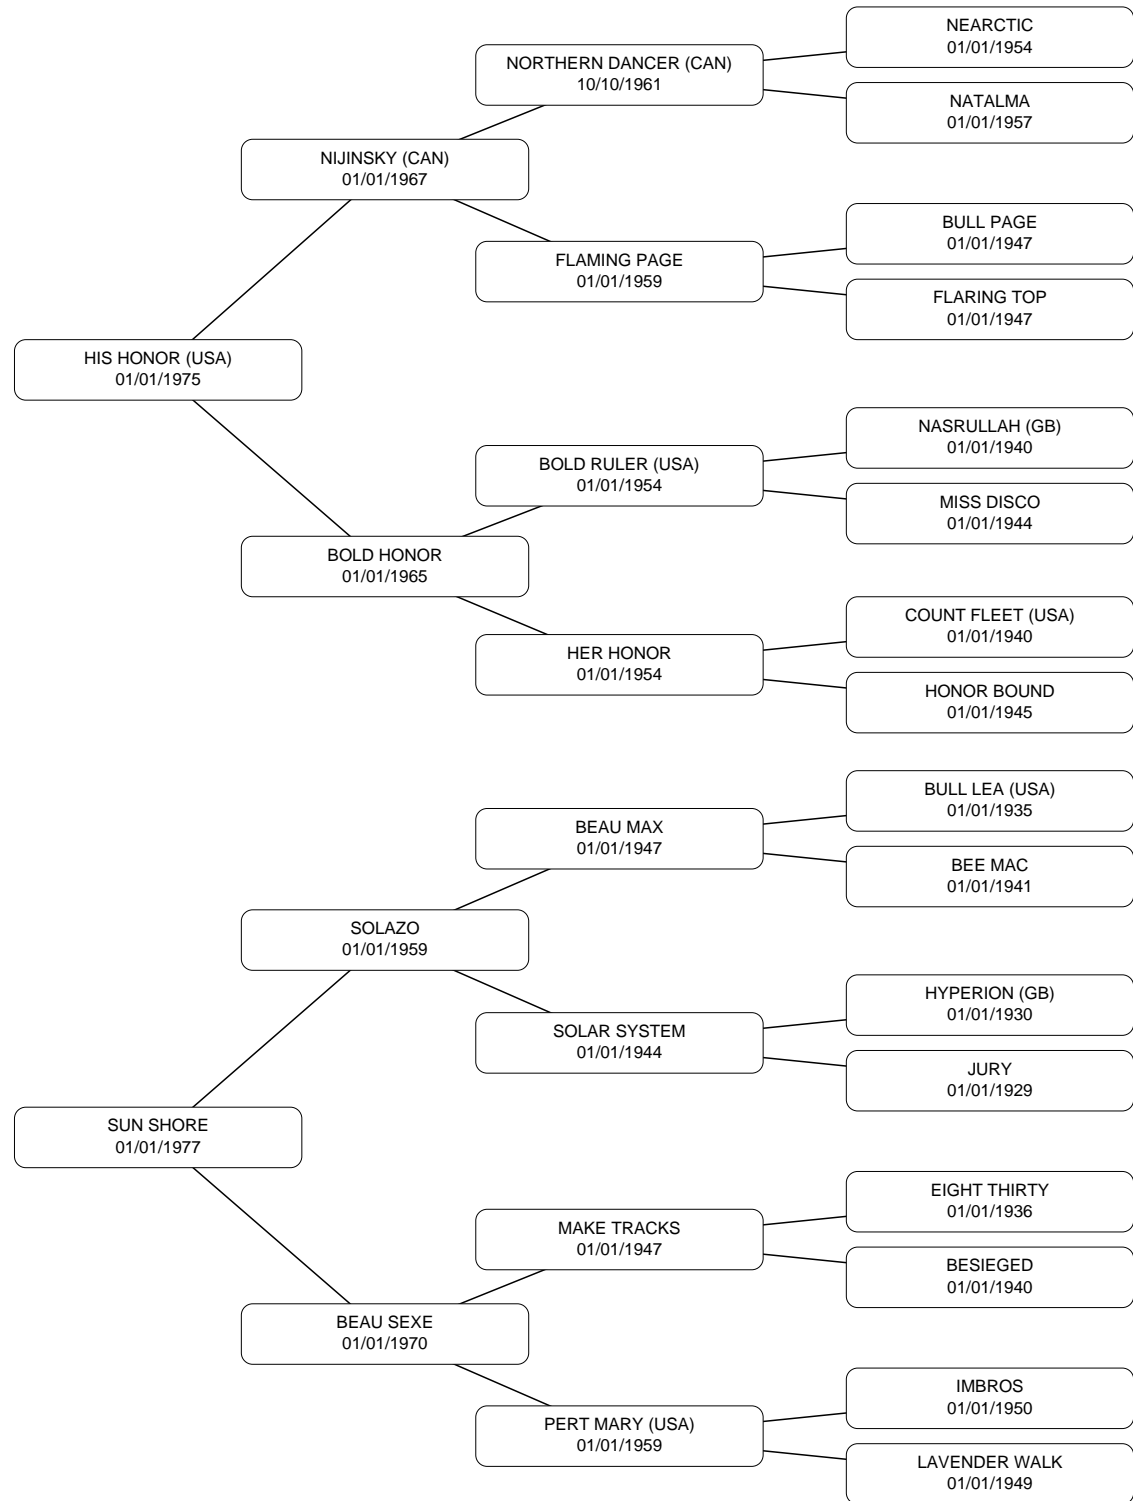 NEARCTIC
01/01/1954
NORTHERN DANCER (CAN)
10/10/1961
NATALMA
01/01/1957
NIJINSKY (CAN)
01/01/1967
BULL PAGE
01/01/1947
FLAMING PAGE
01/01/1959
FLARING TOP
01/01/1947
HIS HONOR (USA)
01/01/1975
NASRULLAH (GB)
01/01/1940
BOLD RULER (USA)
01/01/1954
MISS DISCO
01/01/1944
BOLD HONOR
01/01/1965
COUNT FLEET (USA)
01/01/1940
HER HONOR
01/01/1954
HONOR BOUND
01/01/1945
BULL LEA (USA)
01/01/1935
BEAU MAX
01/01/1947
BEE MAC
01/01/1941
SOLAZO
01/01/1959
HYPERION (GB)
01/01/1930
SOLAR SYSTEM
01/01/1944
JURY
01/01/1929
SUN SHORE
01/01/1977
EIGHT THIRTY
01/01/1936
MAKE TRACKS
01/01/1947
BESIEGED
01/01/1940
BEAU SEXE
01/01/1970
IMBROS
01/01/1950
PERT MARY (USA)
01/01/1959
LAVENDER WALK
01/01/1949